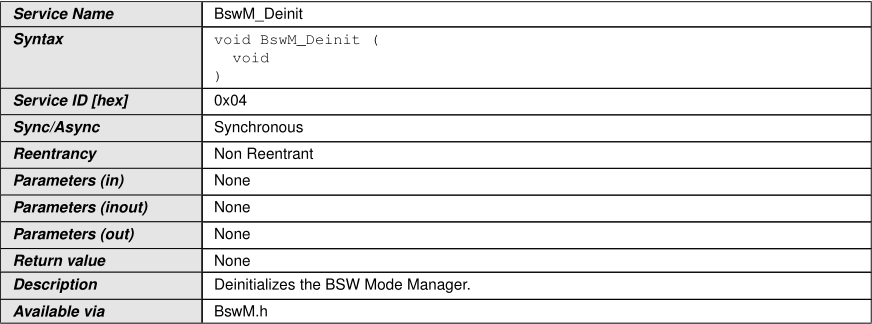 Service Name BswM_Deinit
Syntax void BswM_Deinit (
void
)
Service ID [hex] 0x04
Sync/Async Synchronous
Reentrancy Non Reentrant
Parameters (in) None
Parameters (inout) None
Parameters (out) None
Return value None
Description Deinitializes the BSW Mode Manager.
Available via BswM.h